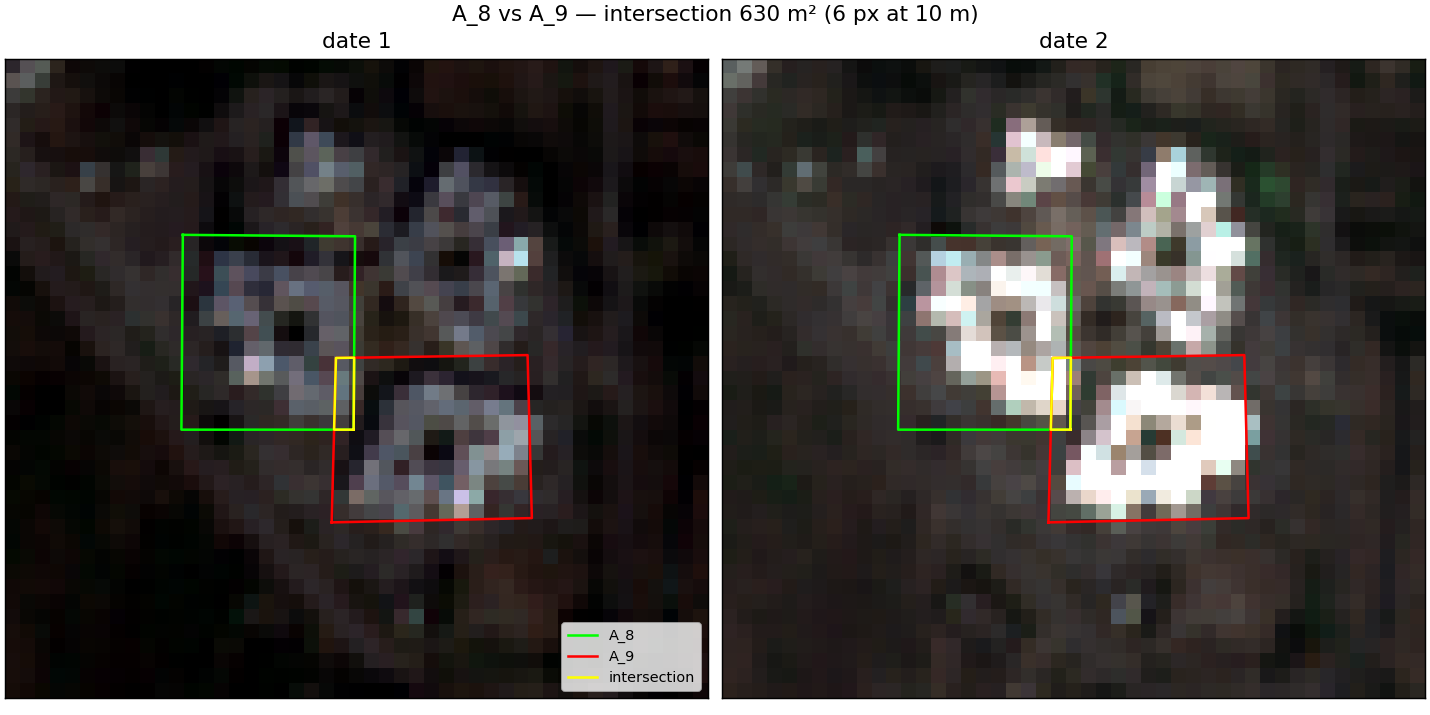 A_8 vs A_9 — intersection 630 m² (6 px at 10 m)
date 1
date 2
A_8
A_9
intersection